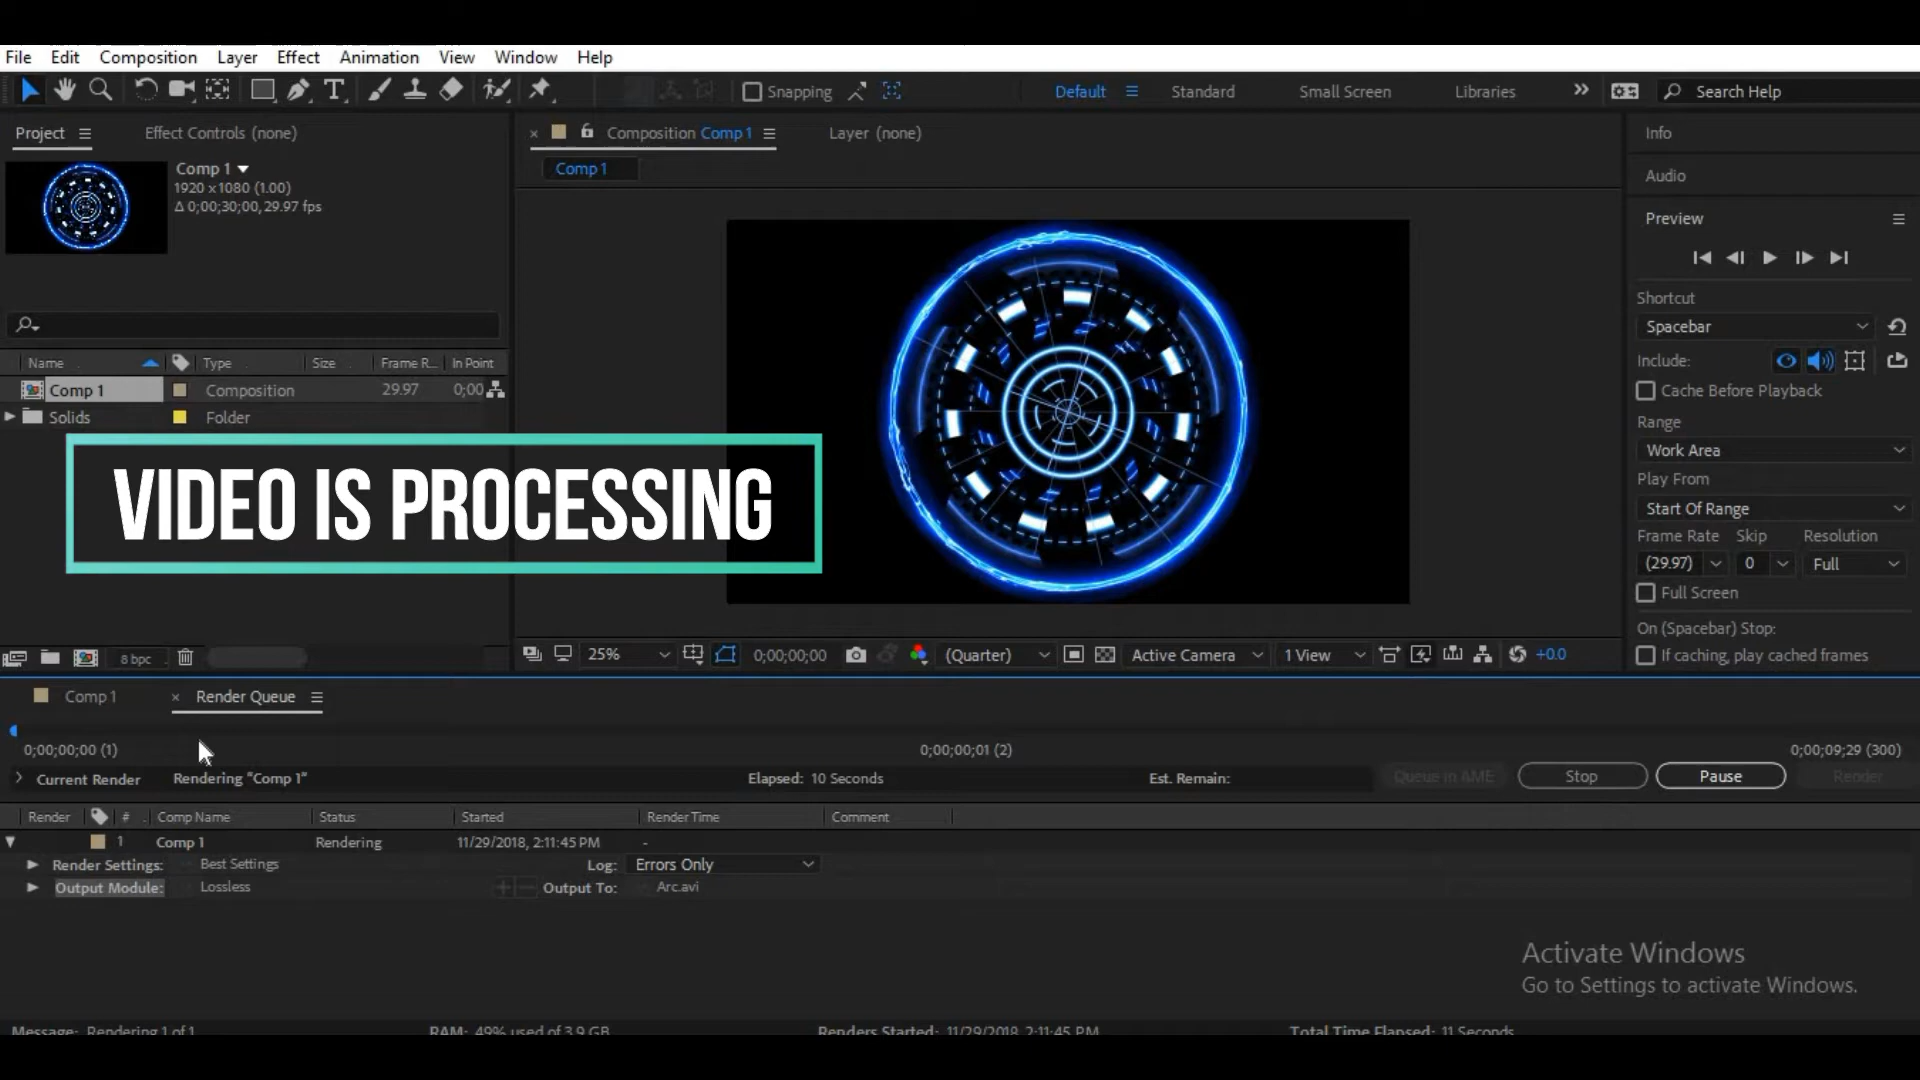 File Edit Composition Layer Effect Animation View Window Help
Snapping Default Standard Small Screen Libraries Search Help
Project Effect Controls (none)
Composition Comp 1 Layer (none)
Comp 1
Info
Audio
Comp 1
1920 x 1080 (1.00)
Δ 0;00;30;00, 29.97 fps
Preview
Shortcut
Spacebar
Include:
Cache Before Playback
Range
Work Area
Play From
Start Of Range
Frame Rate Skip Resolution
(29.97) 0 Full
Full Screen
On (Spacebar) Stop:
If caching, play cached frames
Name Type Size Frame R... In Point
Comp 1 Composition 29.97 0;00
Solids Folder
VIDEO IS PROCESSING
8 bpc
25% 0;00;00;00 (Quarter) Active Camera 1 View +0.0
Comp 1 Render Queue
0;00;00;00 (1) 0;00;00;01 (2) 0;00;09;29 (300)
Current Render Rendering "Comp 1" Elapsed: 10 Seconds Est. Remain: Queue in AME Stop Pause Render
Render # Comp Name Status Started Render Time Comment
1 Comp 1 Rendering 11/29/2018, 2:11:45 PM -
Render Settings: Best Settings Log: Errors Only
Output Module: Lossless Output To: Arc.avi
Activate Windows
Go to Settings to activate Windows.
Message: Rendering 1 of 1 RAM: 49% used of 3.9 GB Renders Started: 11/29/2018, 2:11:45 PM Total Time Elapsed: 11 Seconds